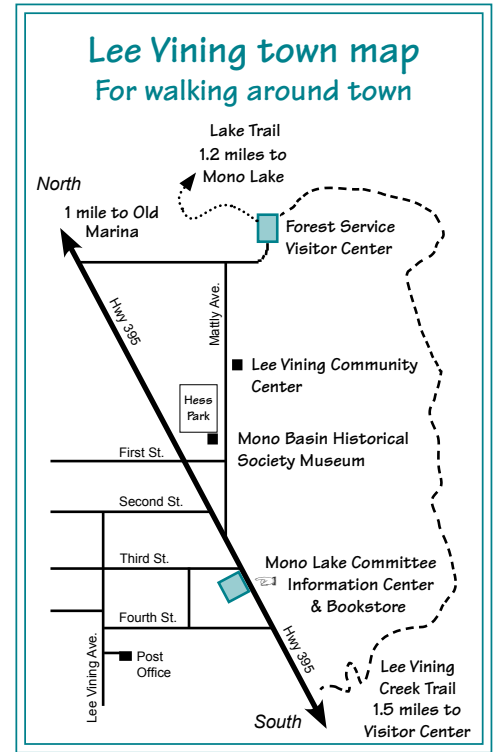 Lee Vining town map
For walking around town
Lake Trail
1.2 miles to
Mono Lake
North
1 mile to Old
Marina
Forest Service
Visitor Center
Hwy 395
Mattly Ave.
Lee Vining Community
Center
Hess
Park
Mono Basin Historical
Society Museum
First St.
Second St.
Third St.
Mono Lake Committee
Information Center
& Bookstore
Fourth St.
Lee Vining Ave.
Post
Office
Hwy 395
South
Lee Vining
Creek Trail
1.5 miles to
Visitor Center